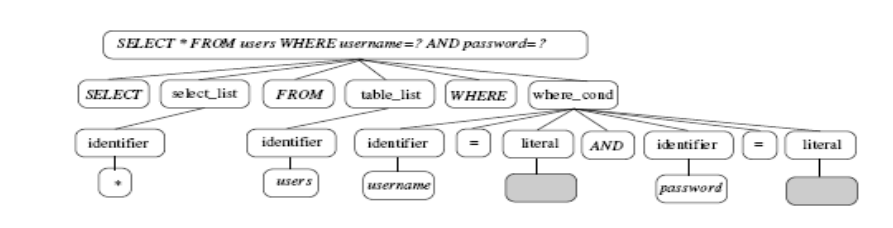 SELECT * FROM users WHERE username=? AND password=?
SELECT select_list FROM table_list WHERE where_cond
identifier identifier identifier = literal AND identifier = literal
* users username password